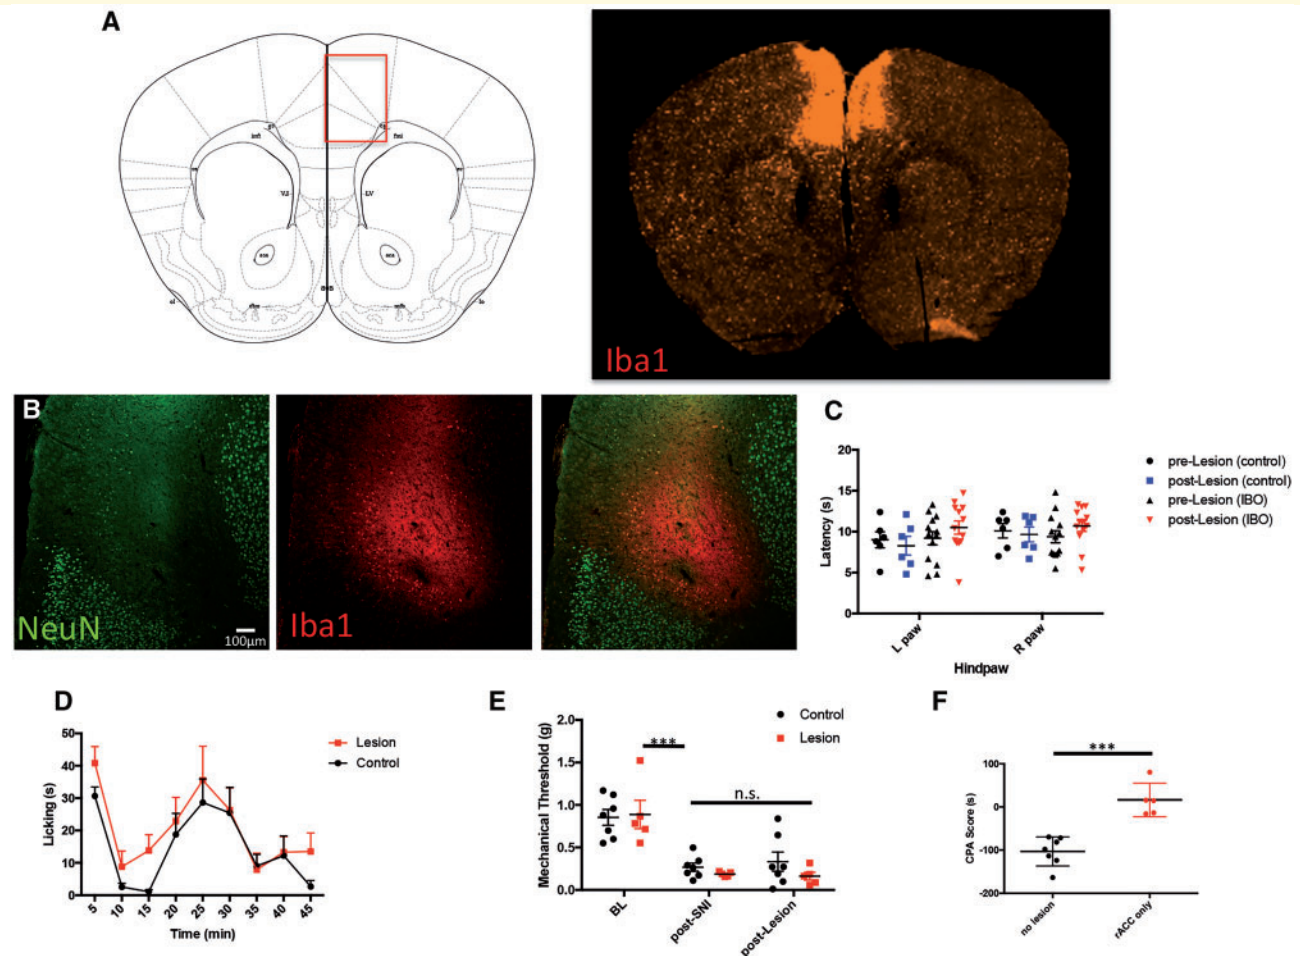 A
Iba1
B
NeuN
100µm
Iba1
C
20
15
10
5
0
Latency (s)
L paw
R paw
Hindpaw
pre-Lesion (control)
post-Lesion (control)
pre-Lesion (IBO)
post-Lesion (IBO)
D
50
40
30
20
10
0
Licking (s)
5
10
15
20
25
30
35
40
45
Time (min)
Lesion
Control
E
2.0
1.5
1.0
0.5
0.0
Mechanical Threshold (g)
***
n.s.
BL
post-SNI
post-Lesion
Control
Lesion
F
***
100
0
-100
-200
CPA Score (s)
no lesion
rACC only